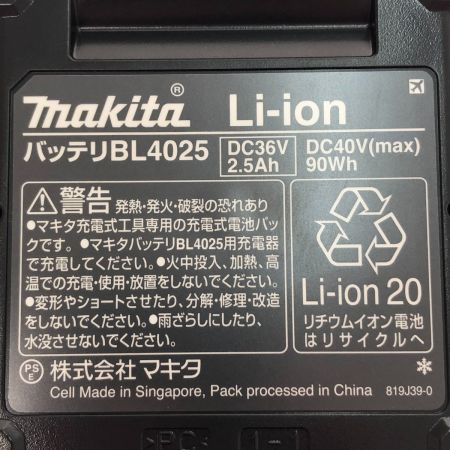 makita® Li-ion
バッテリBL4025 DC36V 2.5Ah DC40V(max) 90Wh
警告 発熱・発火・破裂の恐れあり
●マキタ充電式工具専用の充電式電池パッ
クです。●マキタバッテリBL4025用充電器
で充電してください。●火中投入、加熱、高
温での充電・使用・放置をしないでください。
●変形やショートさせたり、分解・修理・改造
をしないでください。●雨ざらしにしたり、
水没させないでください。
Li-ion 20
リチウムイオン電池
はリサイクルへ
PSE 株式会社 マキタ
Cell Made in Singapore, Pack processed in China 819J39-0
>PC<